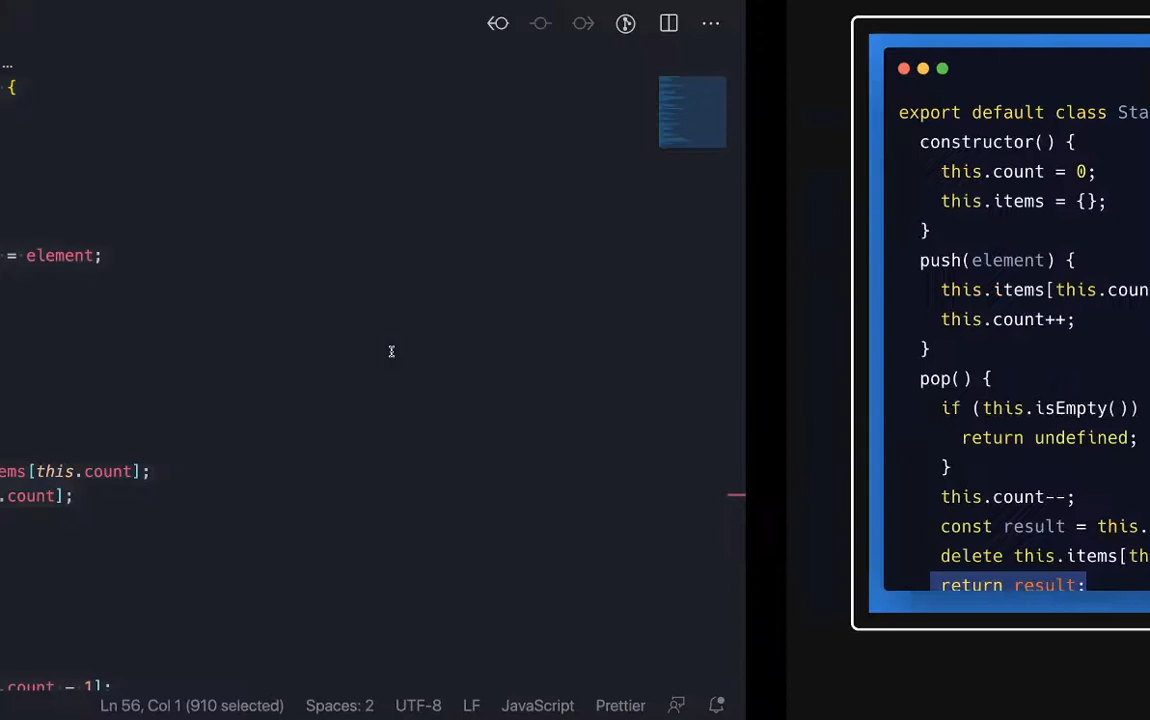 ...
{
= element;
ems[this.count];
.count];
.count - 1];
Ln 56, Col 1 (910 selected) Spaces: 2 UTF-8 LF JavaScript Prettier
export default class Sta
constructor() {
this.count = 0;
this.items = {};
}
push(element) {
this.items[this.coun
this.count++;
}
pop() {
if (this.isEmpty())
return undefined;
}
this.count--;
const result = this.
delete this.items[th
return result;